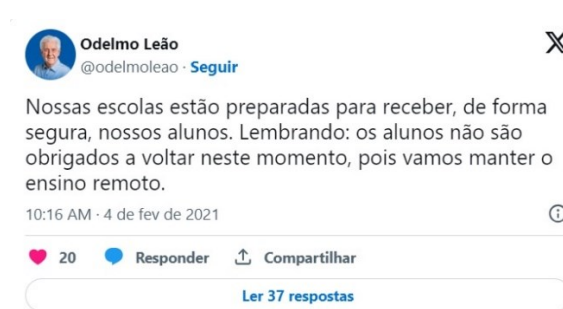 Odelmo Leão
@odelmoleao · Seguir
Nossas escolas estão preparadas para receber, de forma
segura, nossos alunos. Lembrando: os alunos não são
obrigados a voltar neste momento, pois vamos manter o
ensino remoto.
10:16 AM · 4 de fev de 2021
20 Responder Compartilhar
Ler 37 respostas